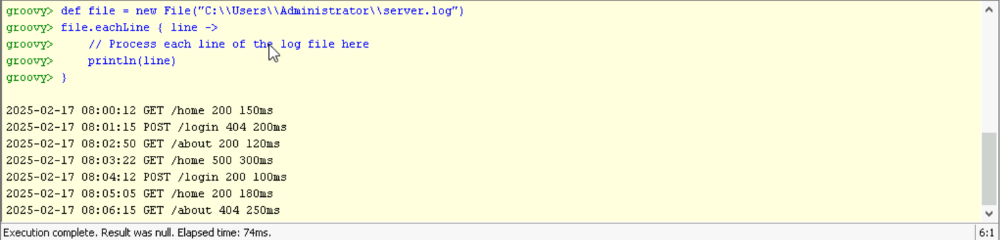 groovy> def file = new File("C:\\Users\\Administrator\\server.log")
groovy> file.eachLine { line ->
groovy>     // Process each line of the log file here
groovy>     println(line)
groovy> }
2025-02-17 08:00:12 GET /home 200 150ms
2025-02-17 08:01:15 POST /login 404 200ms
2025-02-17 08:02:50 GET /about 200 120ms
2025-02-17 08:03:22 GET /home 500 300ms
2025-02-17 08:04:12 POST /login 200 100ms
2025-02-17 08:05:05 GET /home 200 180ms
2025-02-17 08:06:15 GET /about 404 250ms
Execution complete. Result was null. Elapsed time: 74ms. 6:1